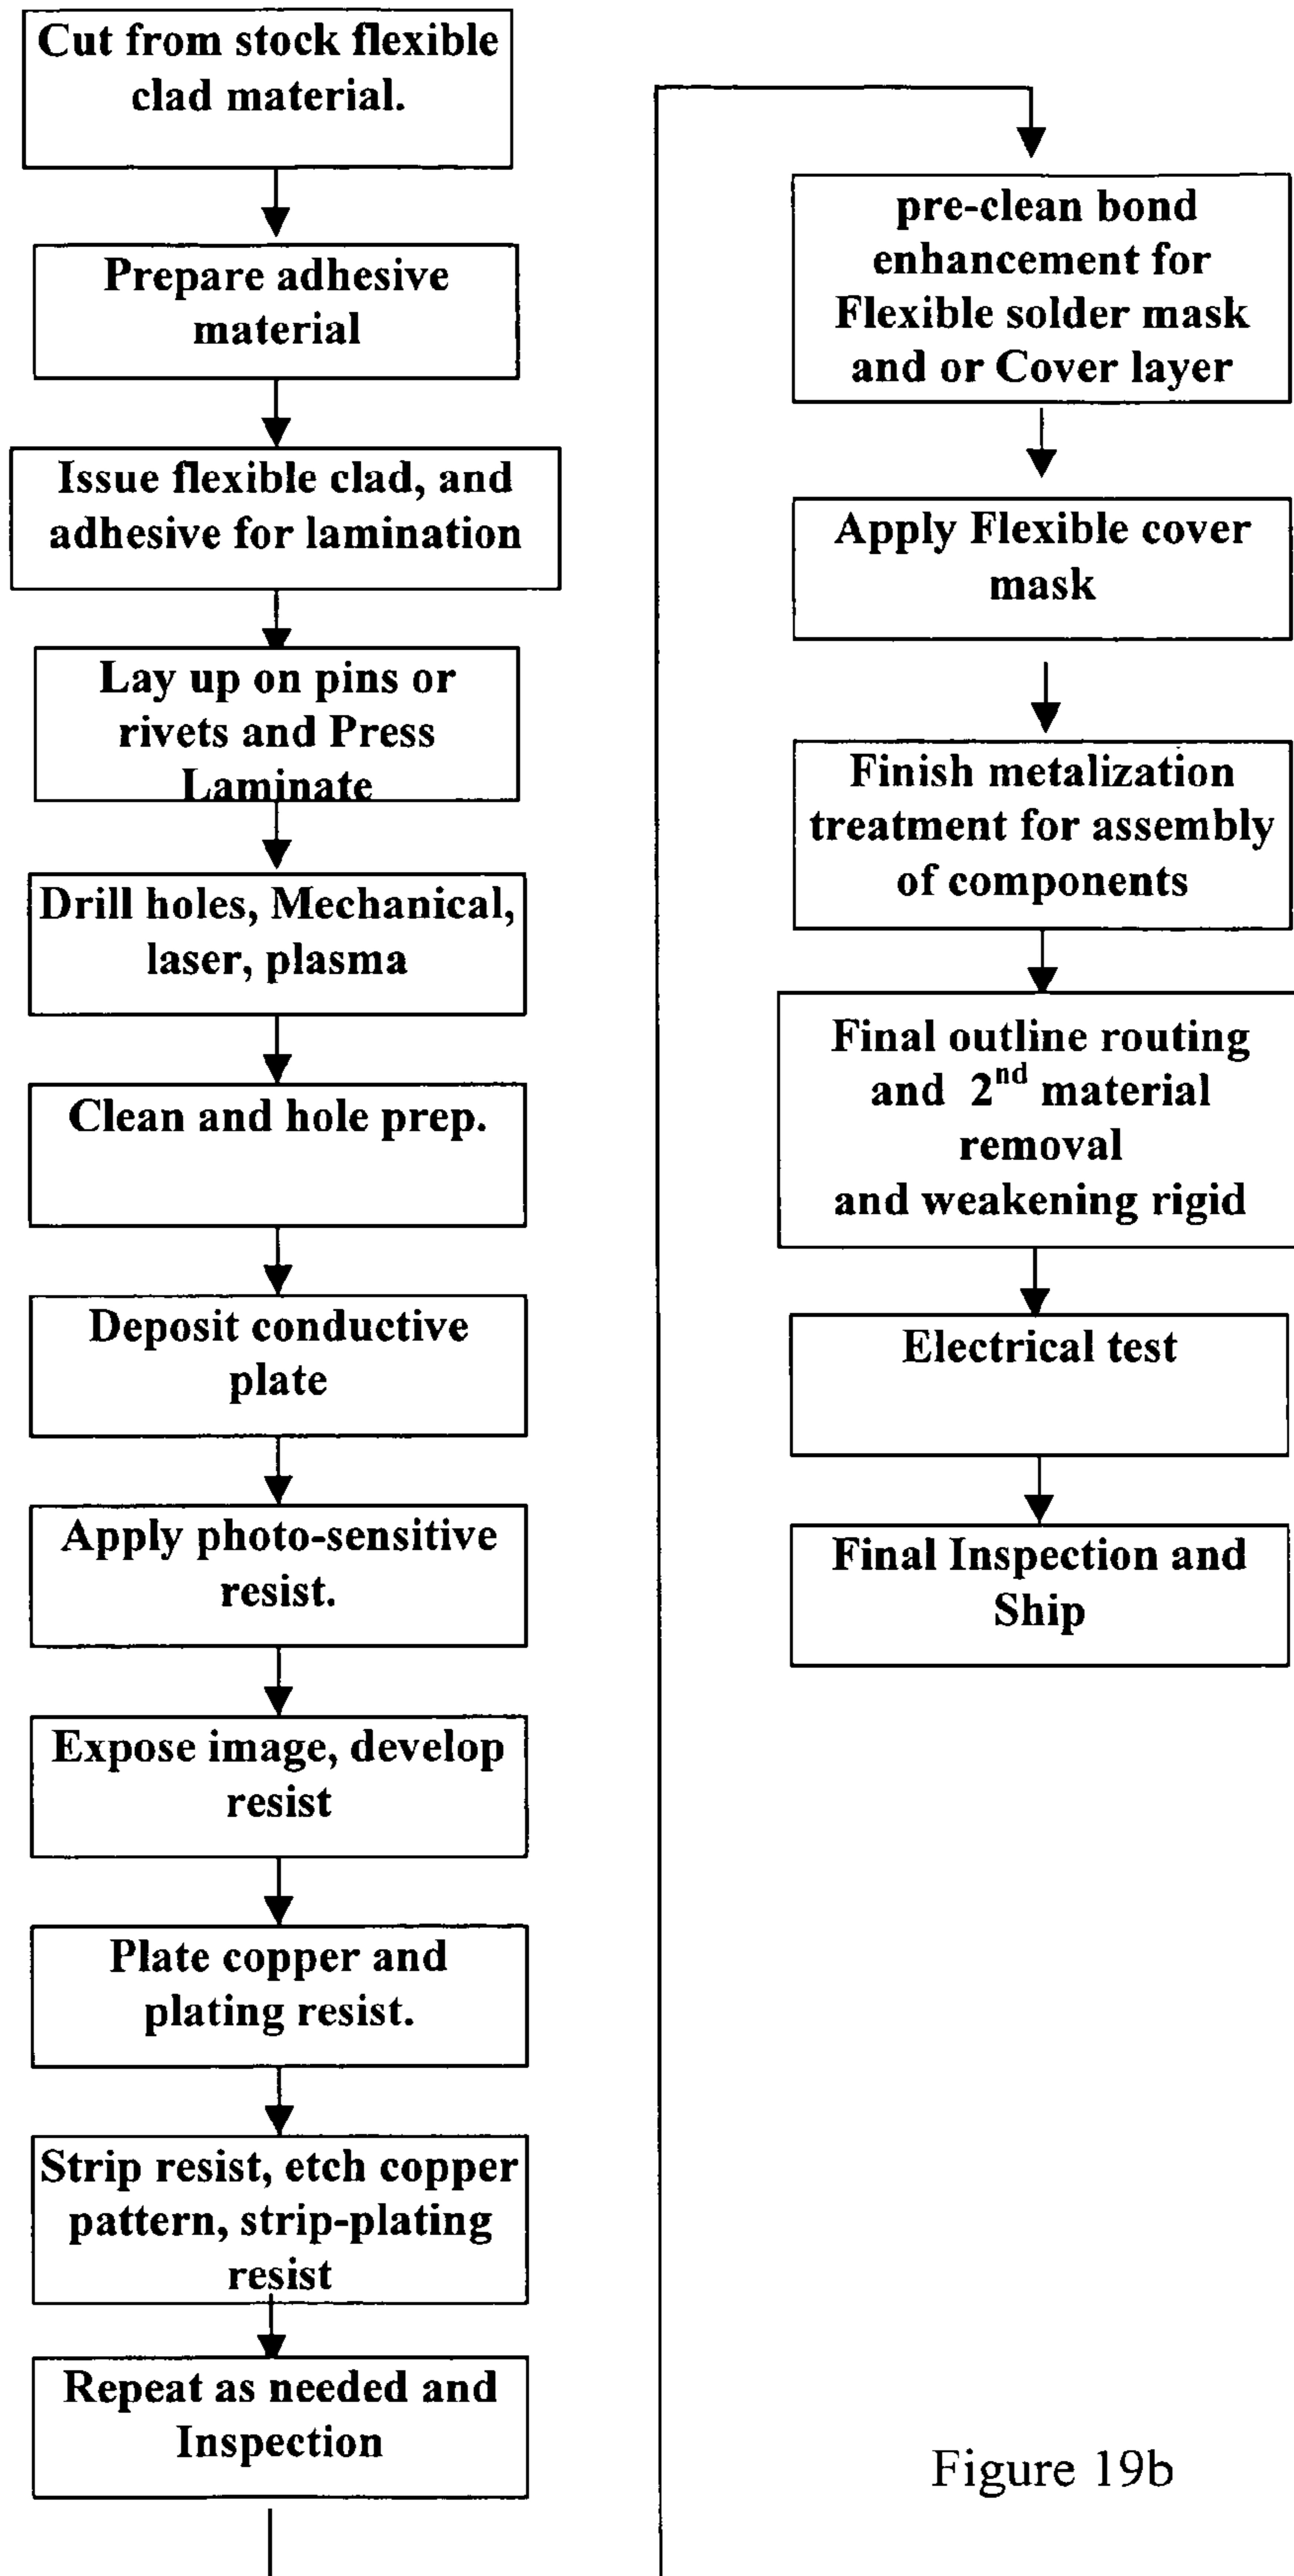 Cut from stock flexible
clad material.
Prepare adhesive
material
Issue flexible clad, and
adhesive for lamination
Lay up on pins or
rivets and Press
Laminate
Drill holes, Mechanical,
laser, plasma
Clean and hole prep.
Deposit conductive
plate
Apply photo-sensitive
resist.
Expose image, develop
resist
Plate copper and
plating resist.
Strip resist, etch copper
pattern, strip-plating
resist
Repeat as needed and
Inspection
pre-clean bond
enhancement for
Flexible solder mask
and or Cover layer
Apply Flexible cover
mask
Finish metalization
treatment for assembly
of components
Final outline routing
and 2nd material
removal
and weakening rigid
Electrical test
Final Inspection and
Ship
Figure 19b